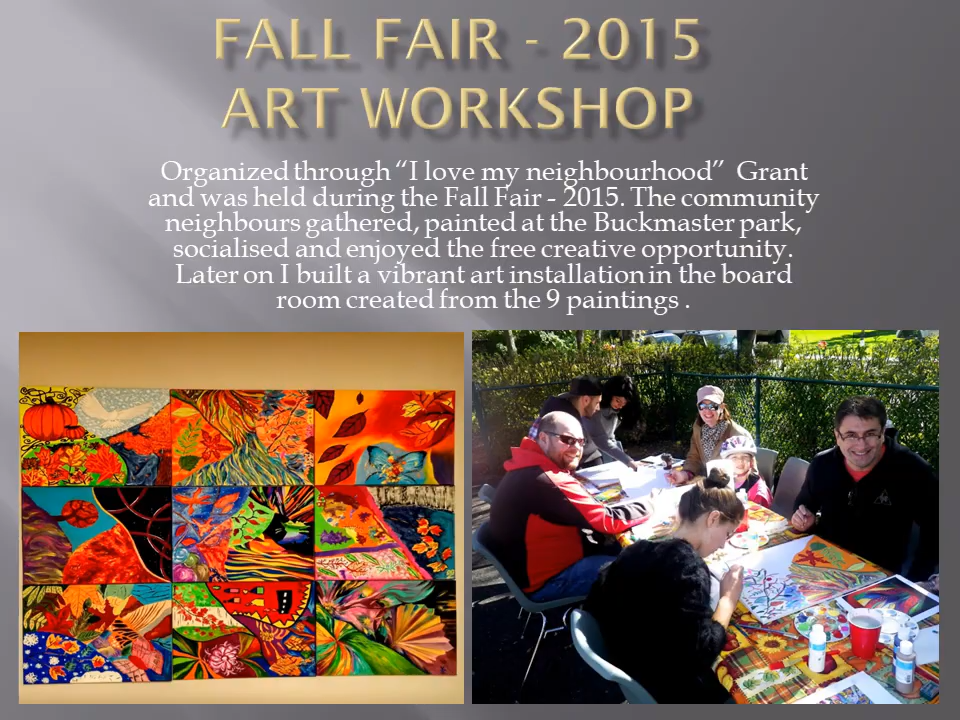 FALL FAIR - 2015
ART WORKSHOP
Organized through “I love my neighbourhood” Grant
and was held during the Fall Fair - 2015. The community
neighbours gathered, painted at the Buckmaster park,
socialised and enjoyed the free creative opportunity.
Later on I built a vibrant art installation in the board
room created from the 9 paintings .